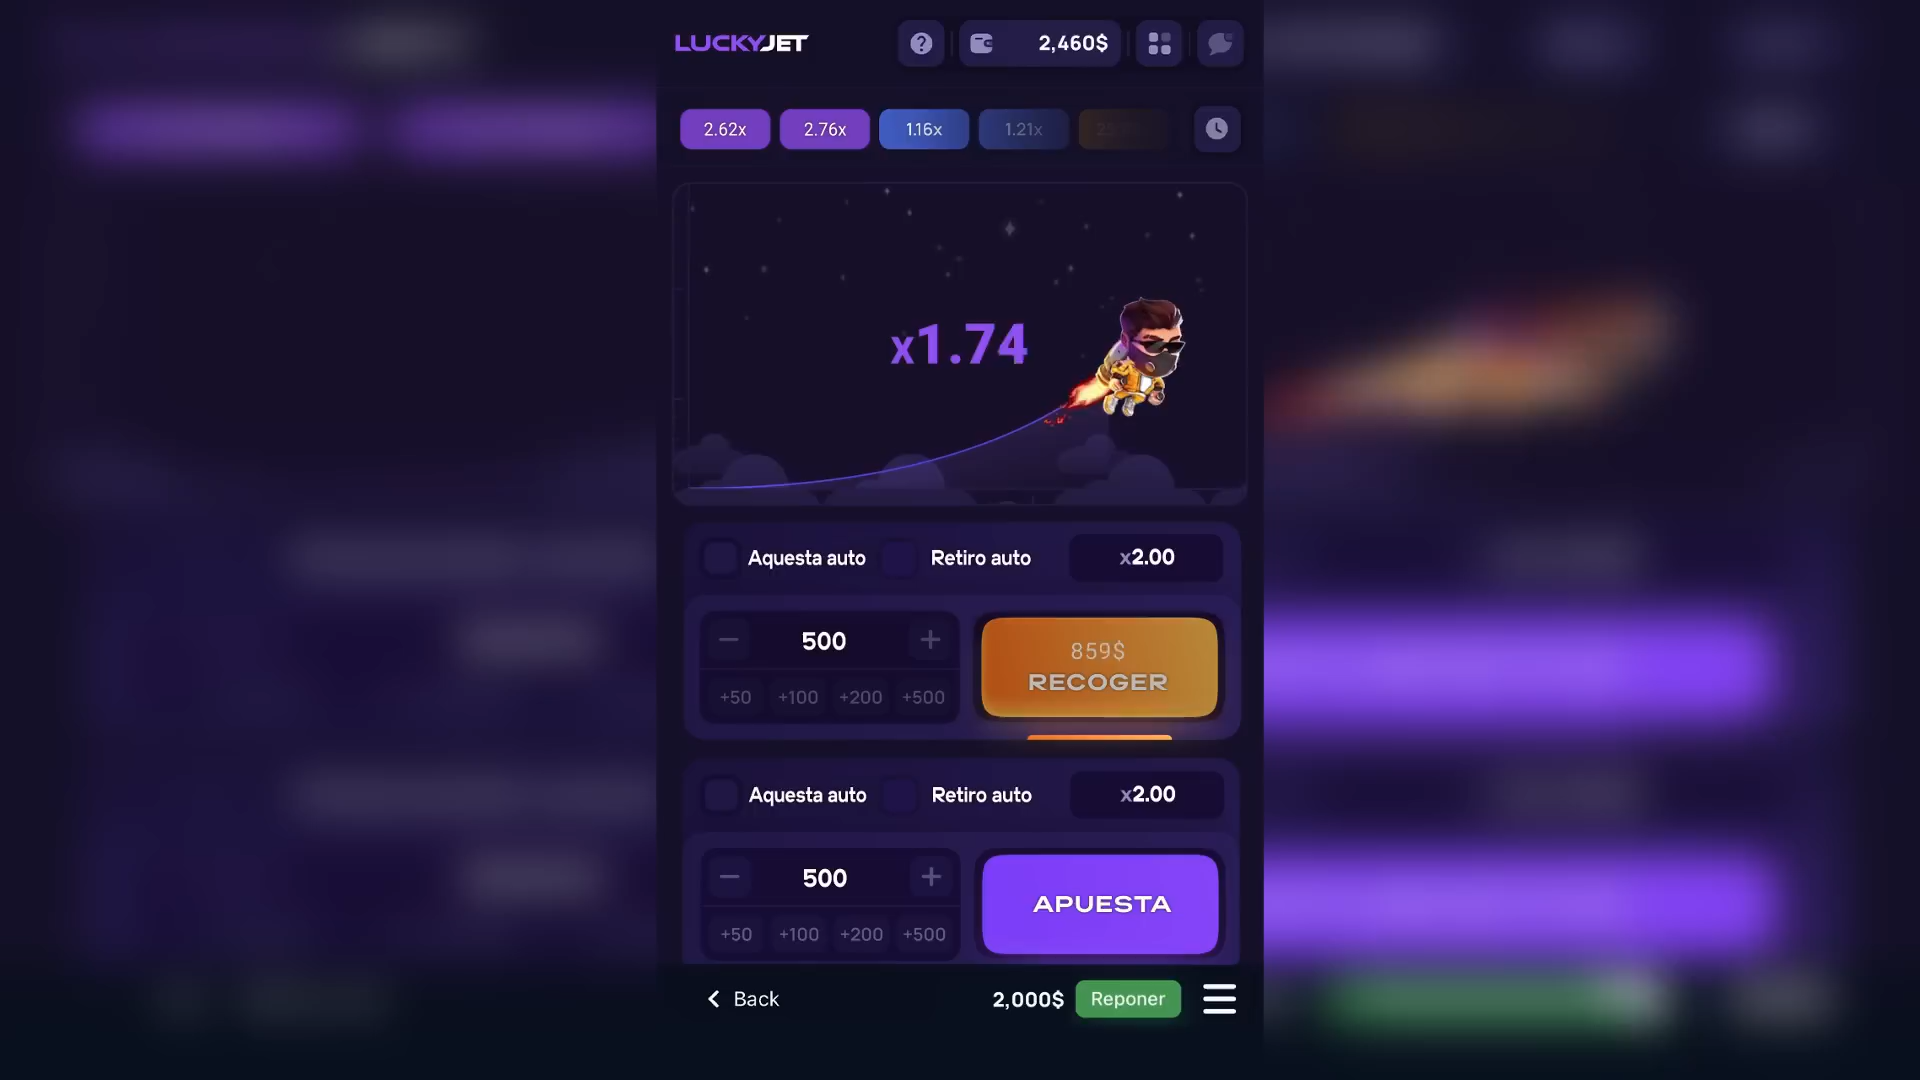 LUCKYJET
2,460$
2.62x 2.76x 1.16x 1.21x
x1.74
Aquesta auto Retiro auto x2.00
500
859$
RECOGER
+50 +100 +200 +500
Aquesta auto Retiro auto x2.00
500
APUESTA
+50 +100 +200 +500
Back 2,000$ Reponer